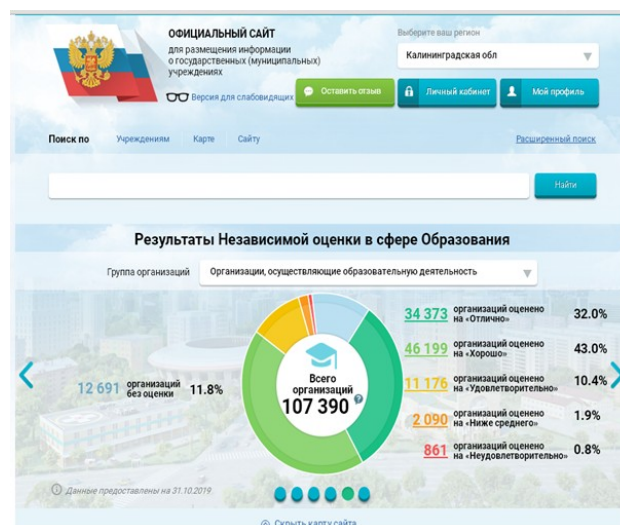 ОФИЦИАЛЬНЫЙ САЙТ
для размещения информации
о государственных (муниципальных)
учреждениях
Версия для слабовидящих
Выберите ваш регион
Калининградская обл
Оставить отзыв
Личный кабинет
Мой профиль
Поиск по Учреждениям Карте Сайту
Расширенный поиск
Найти
Результаты Независимой оценки в сфере Образования
Группа организаций Организации, осуществляющие образовательную деятельность
12 691 организаций
без оценки 11.8%
Всего
организаций
107 390
34 373 организаций оценено
на «Отлично» 32.0%
46 199 организаций оценено
на «Хорошо» 43.0%
11 176 организаций оценено
на «Удовлетворительно» 10.4%
2 090 организаций оценено
на «Ниже среднего» 1.9%
861 организаций оценено
на «Неудовлетворительно» 0.8%
Данные предоставлены на 31.10.2019
Скрыть карту сайта